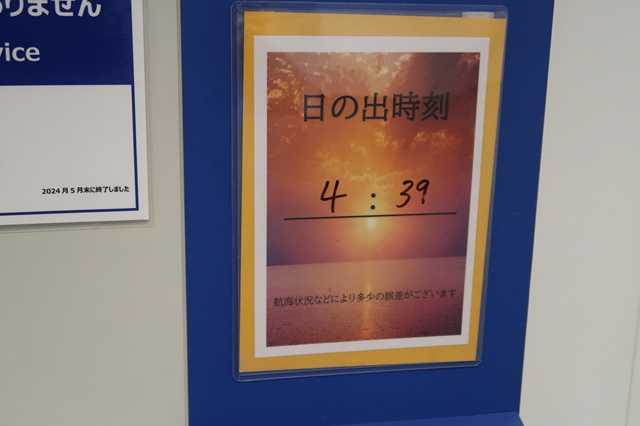 りません
vice
2024月5月末に終了しました
日の出時刻
4:39
航海状況などにより多少の誤差がございます